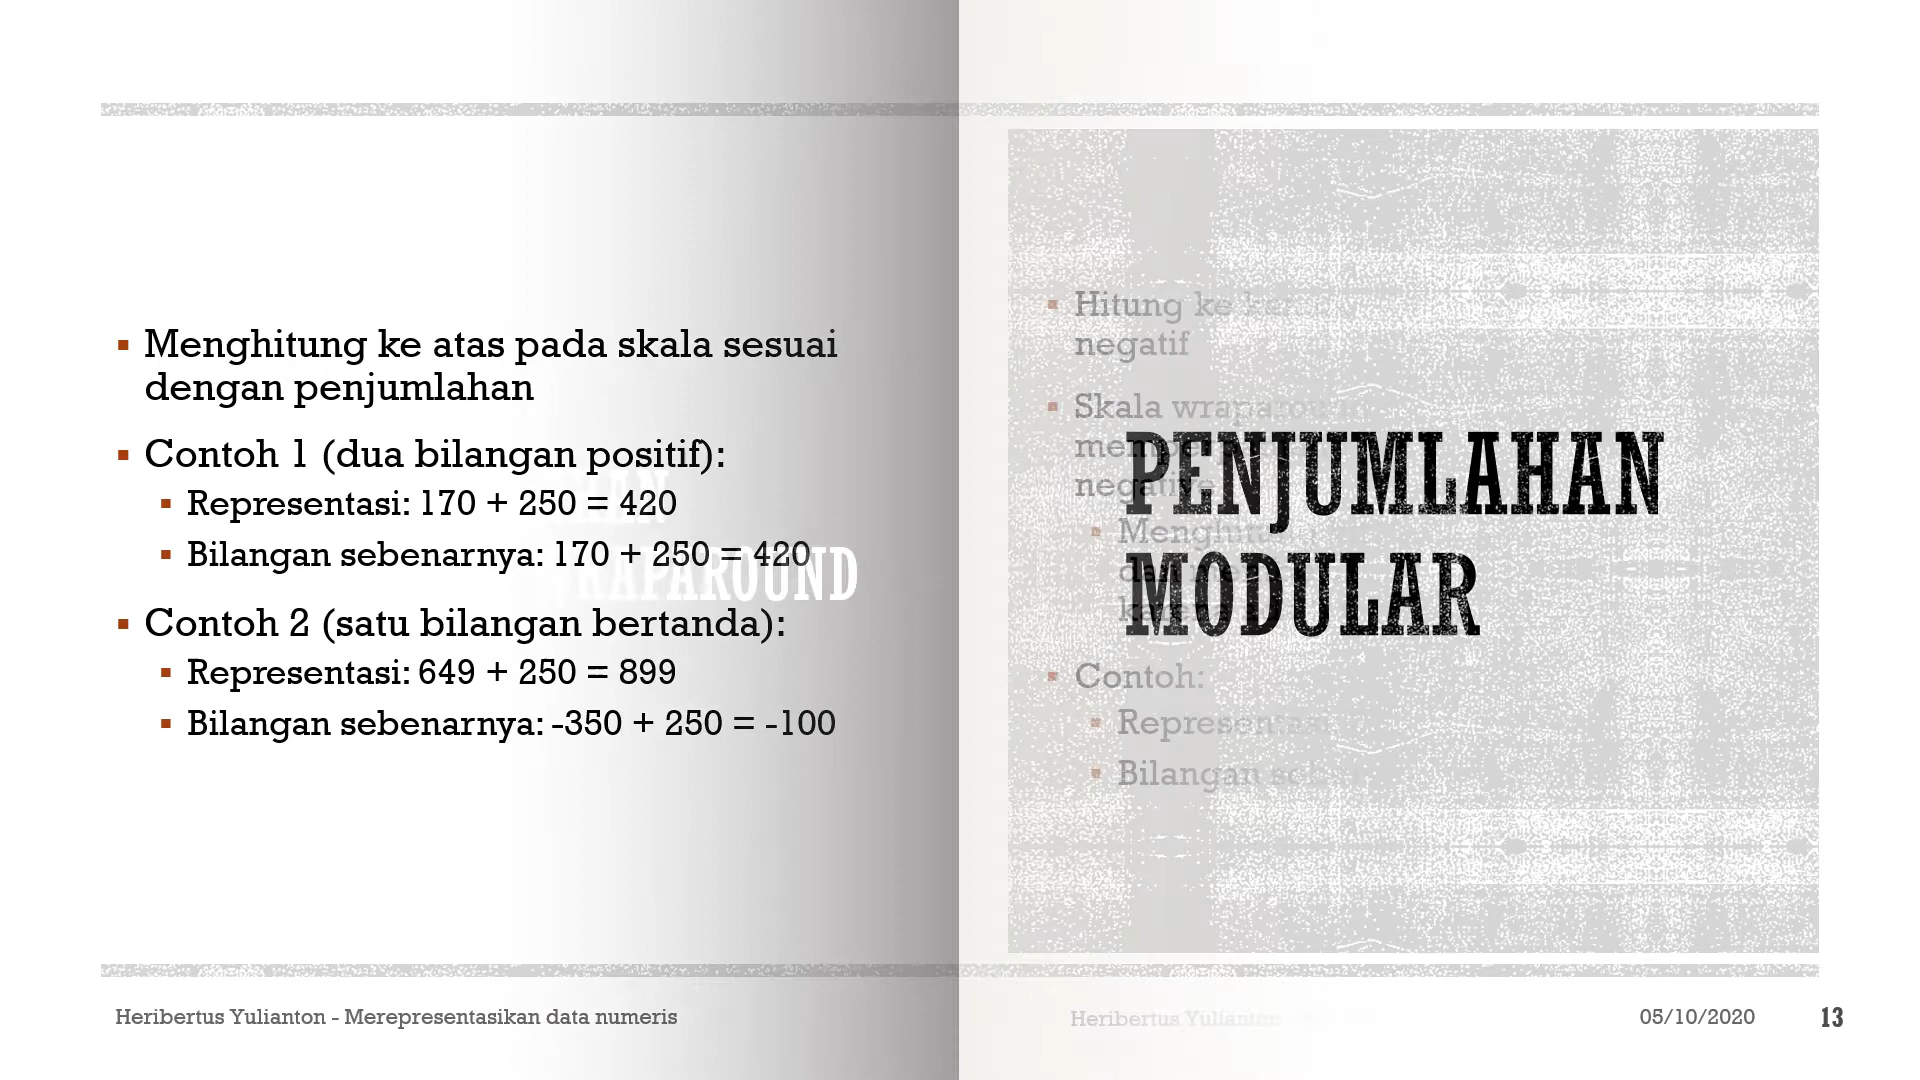 Menghitung ke atas pada skala sesuai
dengan penjumlahan
Contoh 1 (dua bilangan positif):
Representasi: 170 + 250 = 420
Bilangan sebenarnya: 170 + 250 = 420
Contoh 2 (satu bilangan bertanda):
Representasi: 649 + 250 = 899
Bilangan sebenarnya: -350 + 250 = -100
WRAPAROUND
PENJUMLAHAN
MODULAR
Hitung ke
negatif
Skala
Contoh:
Bilangan
Heribertus Yulianton - Merepresentasikan data numeris
Heribertus Yulianton
05/10/2020
13